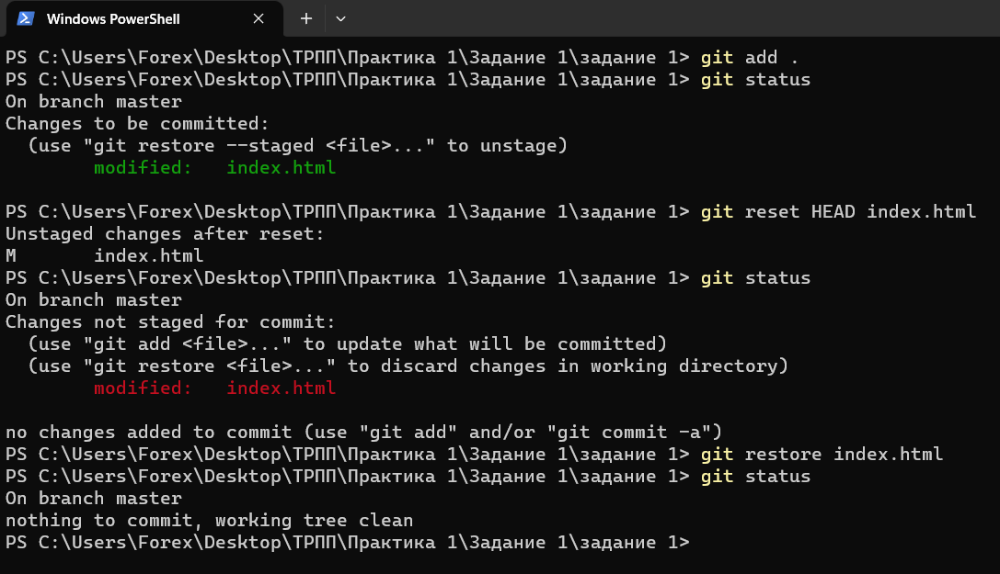 Windows PowerShell
PS C:\Users\Forex\Desktop\ТРПП\Практика 1\Задание 1\задание 1> git add .
PS C:\Users\Forex\Desktop\ТРПП\Практика 1\Задание 1\задание 1> git status
On branch master
Changes to be committed:
  (use "git restore --staged <file>..." to unstage)
        modified:   index.html

PS C:\Users\Forex\Desktop\ТРПП\Практика 1\Задание 1\задание 1> git reset HEAD index.html
Unstaged changes after reset:
M       index.html
PS C:\Users\Forex\Desktop\ТРПП\Практика 1\Задание 1\задание 1> git status
On branch master
Changes not staged for commit:
  (use "git add <file>..." to update what will be committed)
  (use "git restore <file>..." to discard changes in working directory)
        modified:   index.html

no changes added to commit (use "git add" and/or "git commit -a")
PS C:\Users\Forex\Desktop\ТРПП\Практика 1\Задание 1\задание 1> git restore index.html
PS C:\Users\Forex\Desktop\ТРПП\Практика 1\Задание 1\задание 1> git status
On branch master
nothing to commit, working tree clean
PS C:\Users\Forex\Desktop\ТРПП\Практика 1\Задание 1\задание 1>